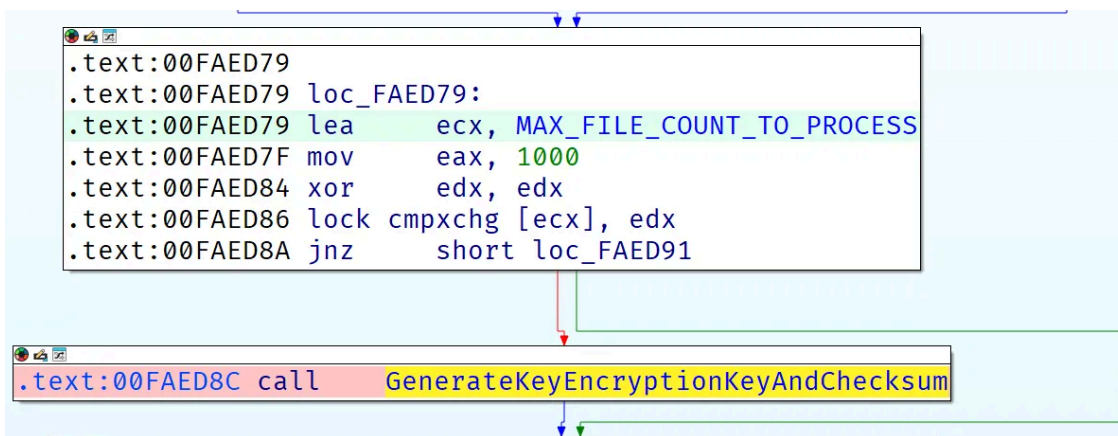 .text:00FAED79
.text:00FAED79 loc_FAED79:
.text:00FAED79 lea ecx, MAX_FILE_COUNT_TO_PROCESS
.text:00FAED7F mov eax, 1000
.text:00FAED84 xor edx, edx
.text:00FAED86 lock cmpxchg [ecx], edx
.text:00FAED8A jnz short loc_FAED91
.text:00FAED8C call GenerateKeyEncryptionKeyAndChecksum